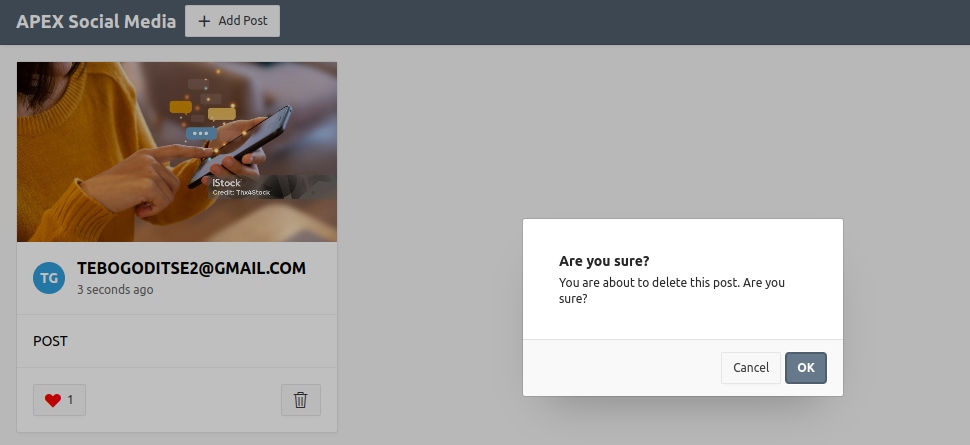 APEX Social Media
+ Add Post
iStock
Credit: Thx4Stock
TG
TEBOGODITSE2@GMAIL.COM
3 seconds ago
POST
1
Are you sure?
You are about to delete this post. Are you
sure?
Cancel
OK